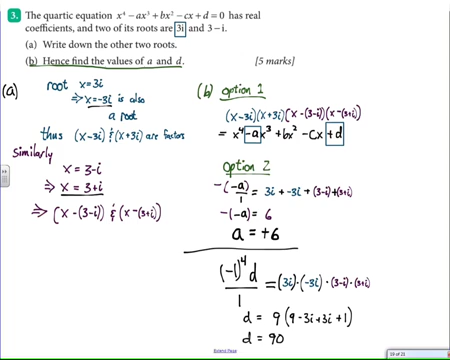 3. The quartic equation x⁴ − ax³ + bx² − cx + d = 0 has real
coefficients, and two of its roots are 3i and 3 − i.
(a) Write down the other two roots.
(b) Hence find the values of a and d. [5 marks]
(a) root x = 3i
⇒ x = -3i is also
a root
thus (x-3i) & (x+3i) are factors
Similarly
x = 3-i
⇒ x = 3+i
⇒ (x-(3-i)) & (x-(3+i))
(b) option 1
(x-3i)(x+3i)(x-(3-i))(x-(3+i))
= x⁴ -ax³ + bx² - cx + d
option 2
-(-a)/1 = 3i + -3i + (3-i) + (3+i)
-(-a) = 6
a = +6
(-1)⁴d/1 = (3i)·(-3i)·(3-i)·(3+i)
d = 9(9-3i+3i+1)
d = 90
19 of 21